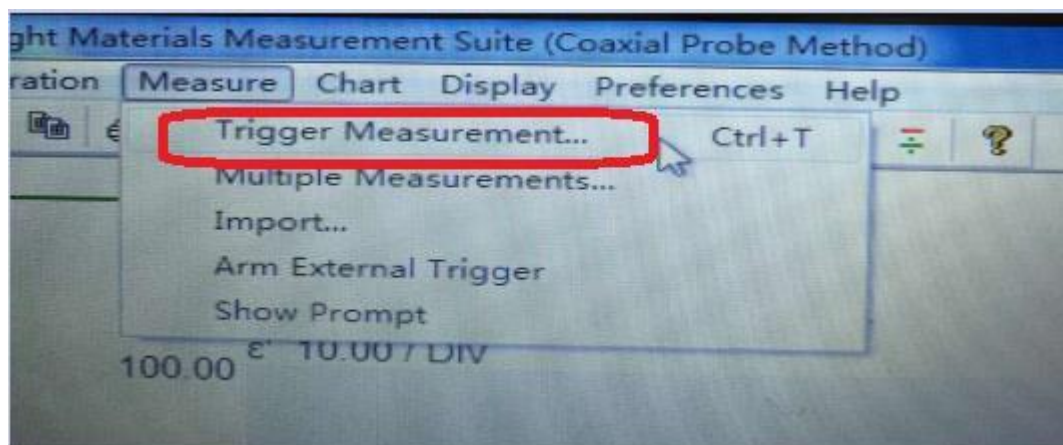 ght Materials Measurement Suite (Coaxial Probe Method)
ration Measure Chart Display Preferences Help
Trigger Measurement... Ctrl+T
Multiple Measurements...
Import...
Arm External Trigger
Show Prompt
100.00 ε' 10.00 / DIV